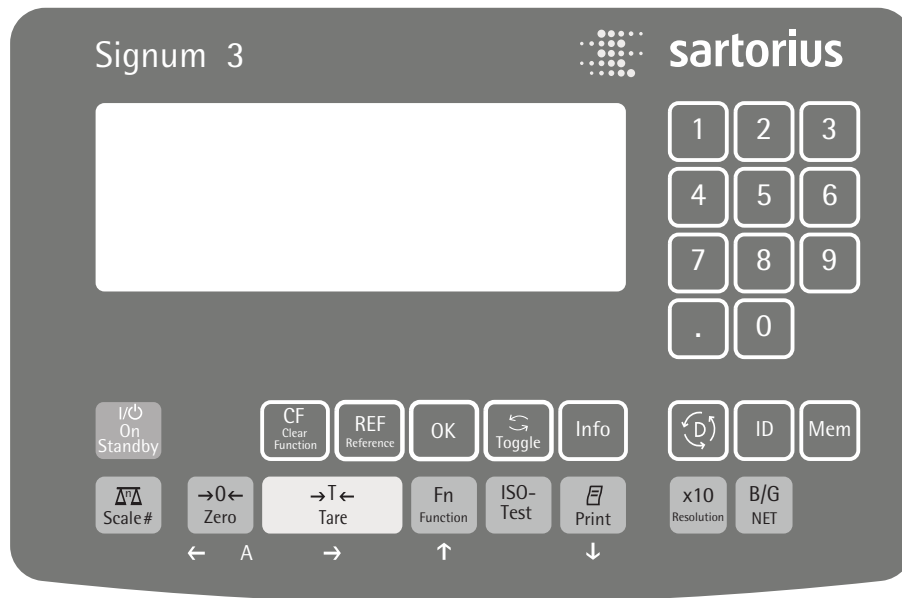 Signum 3
sartorius
1 2 3
4 5 6
7 8 9
. 0
I/⏻
On
Standby
CF
Clear
Function
REF
Reference
OK
Toggle
Info
D
ID
Mem
n
Scale#
→0←
Zero
→T←
Tare
Fn
Function
ISO-
Test
Print
x10
Resolution
B/G
NET
← A → ↑ ↓